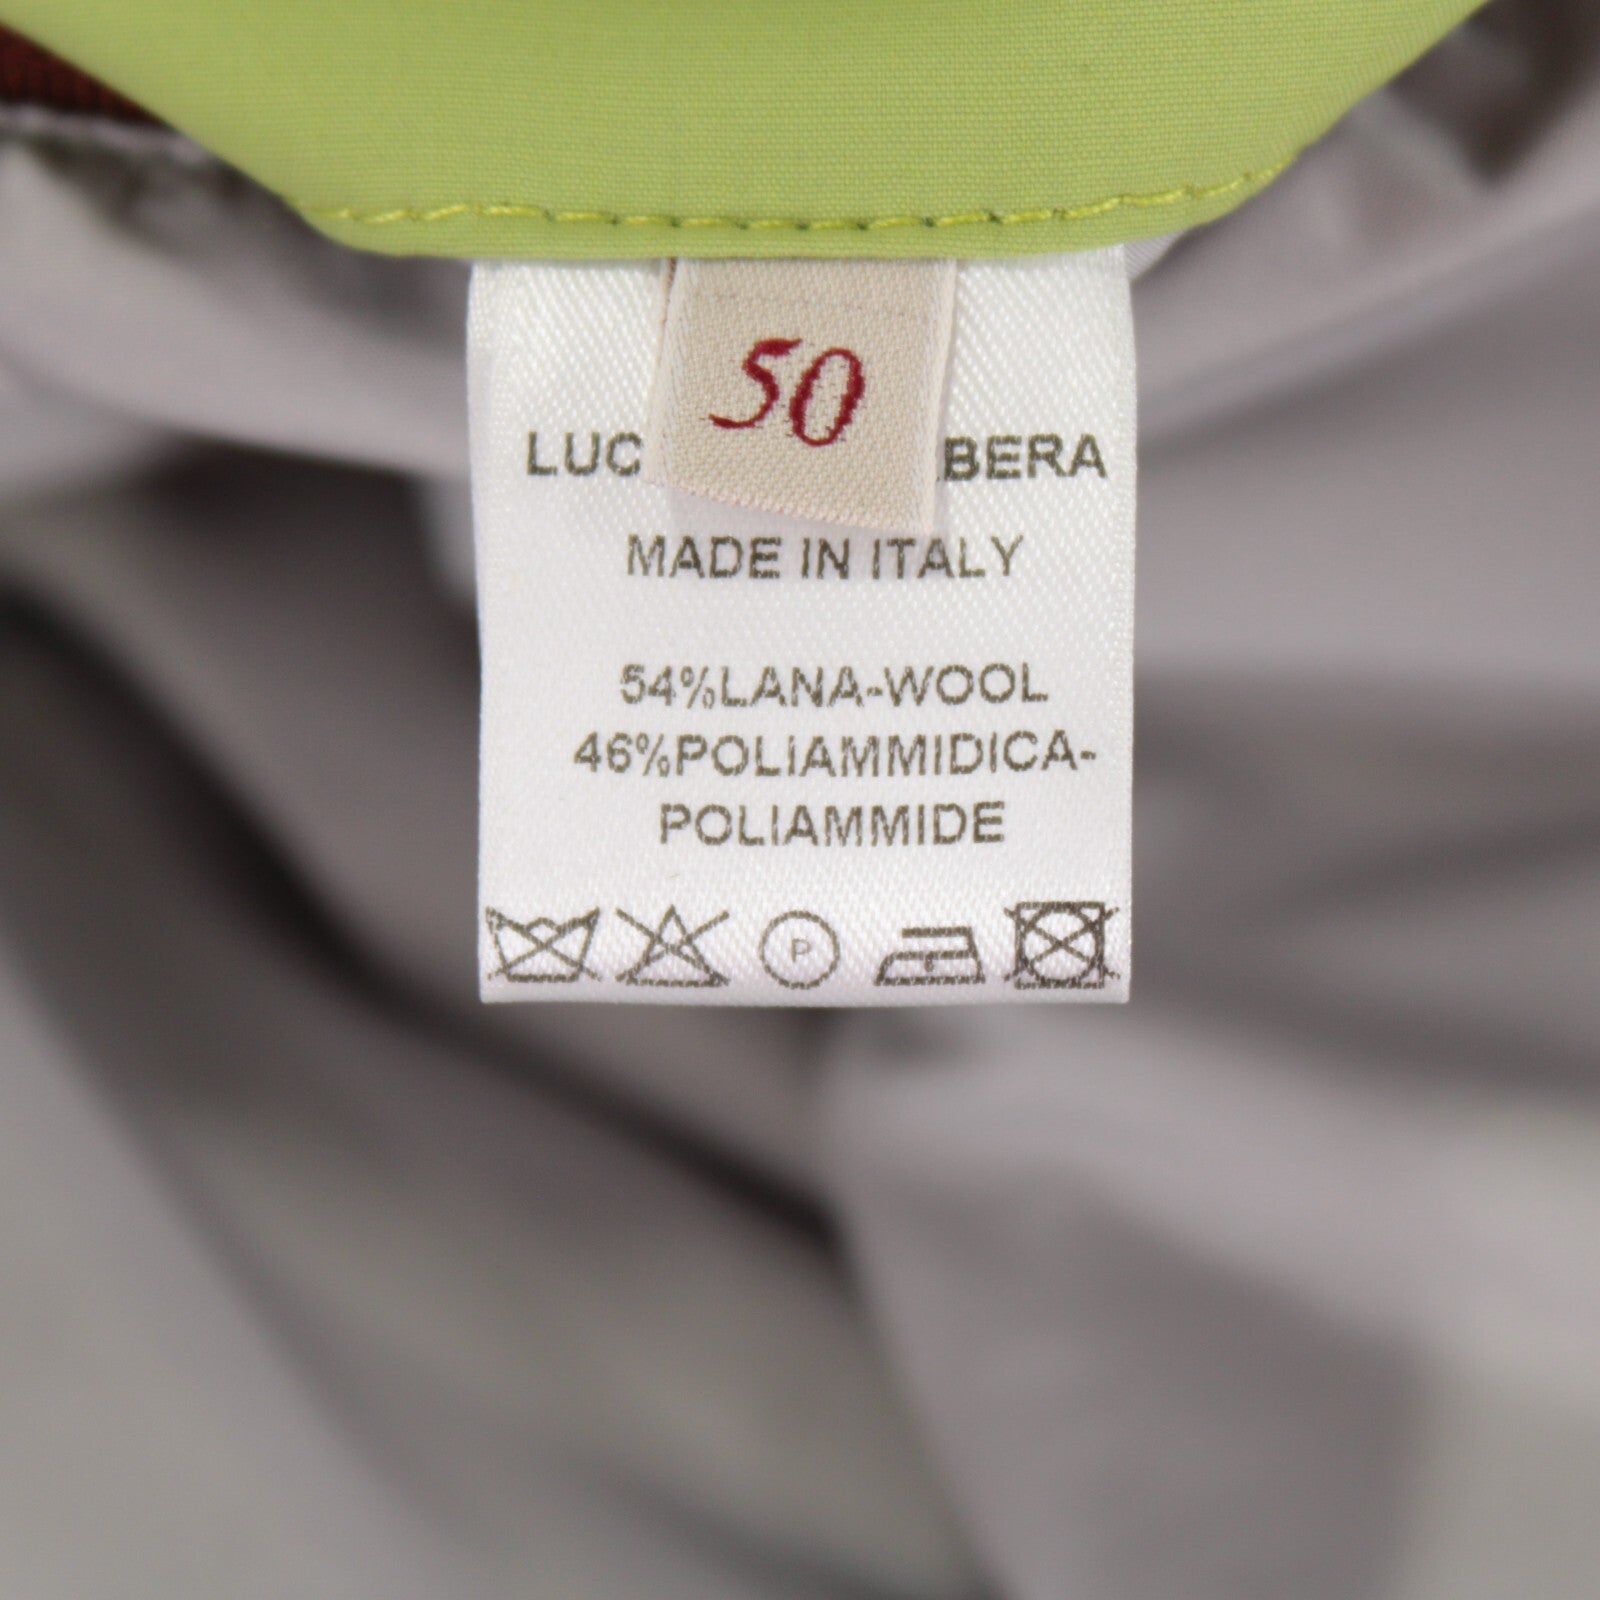 50
LUC BERA
MADE IN ITALY
54%LANA-WOOL
46%POLIAMMIDICA-
POLIAMMIDE
P